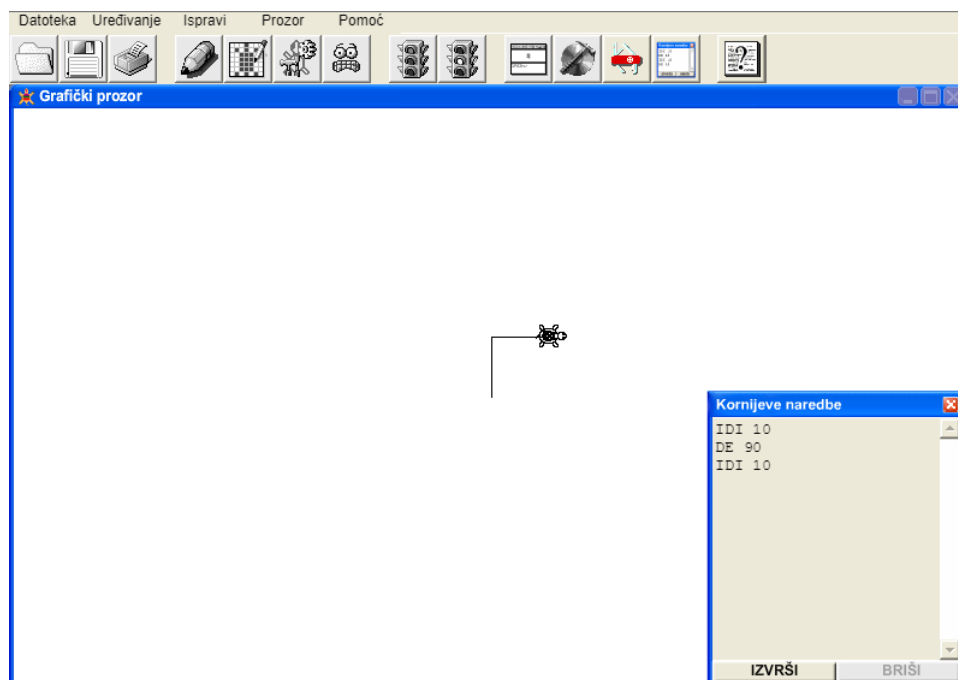 Datoteka Uređivanje Ispravi Prozor Pomoć
Grafički prozor
Kornijeve naredbe
IDI 10
DE 90
IDI 10
IZVRŠI BRIŠI